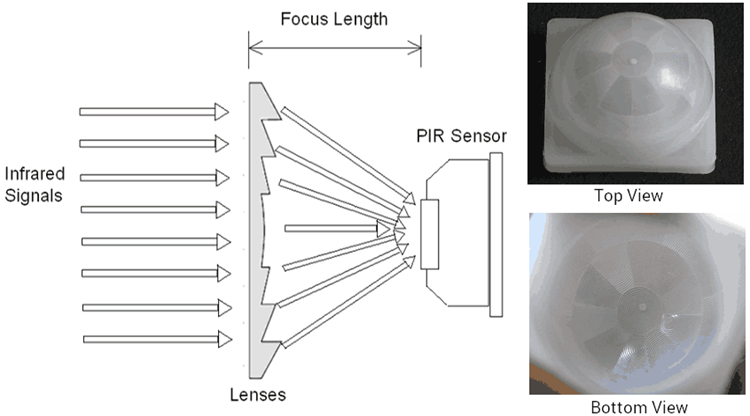 Focus Length
PIR Sensor
Infrared
Signals
Lenses
Top View
Bottom View